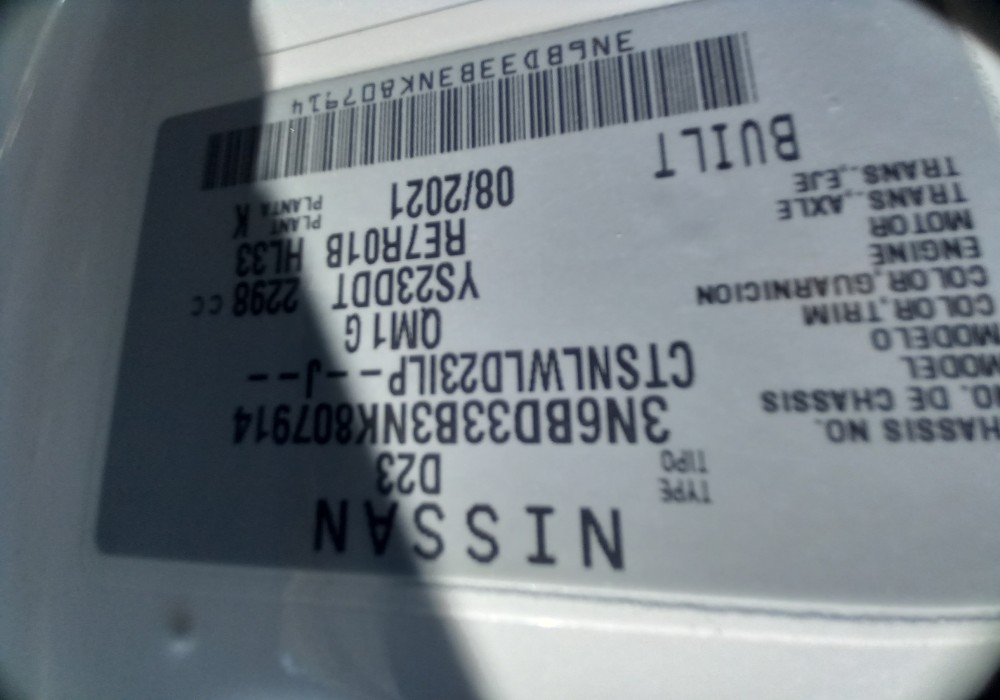 NISSAN
TYPE
TIPO D23
HASSIS NO. 3N6BD33B3NK807914
NO. DE CHASSIS
MODEL CTSNLWLD23ILP--J--
MODELO
COLOR,TRIM QM1 G
COLOR,GUARNICION
ENGINE YS23DDT 2298 cc
MOTOR
TRANS.,AXLE RE7R01B HL33
TRANS.,EJE
PLANT. K
PLANTA
BUILT 08/2021
3N6BD33B3NK807914